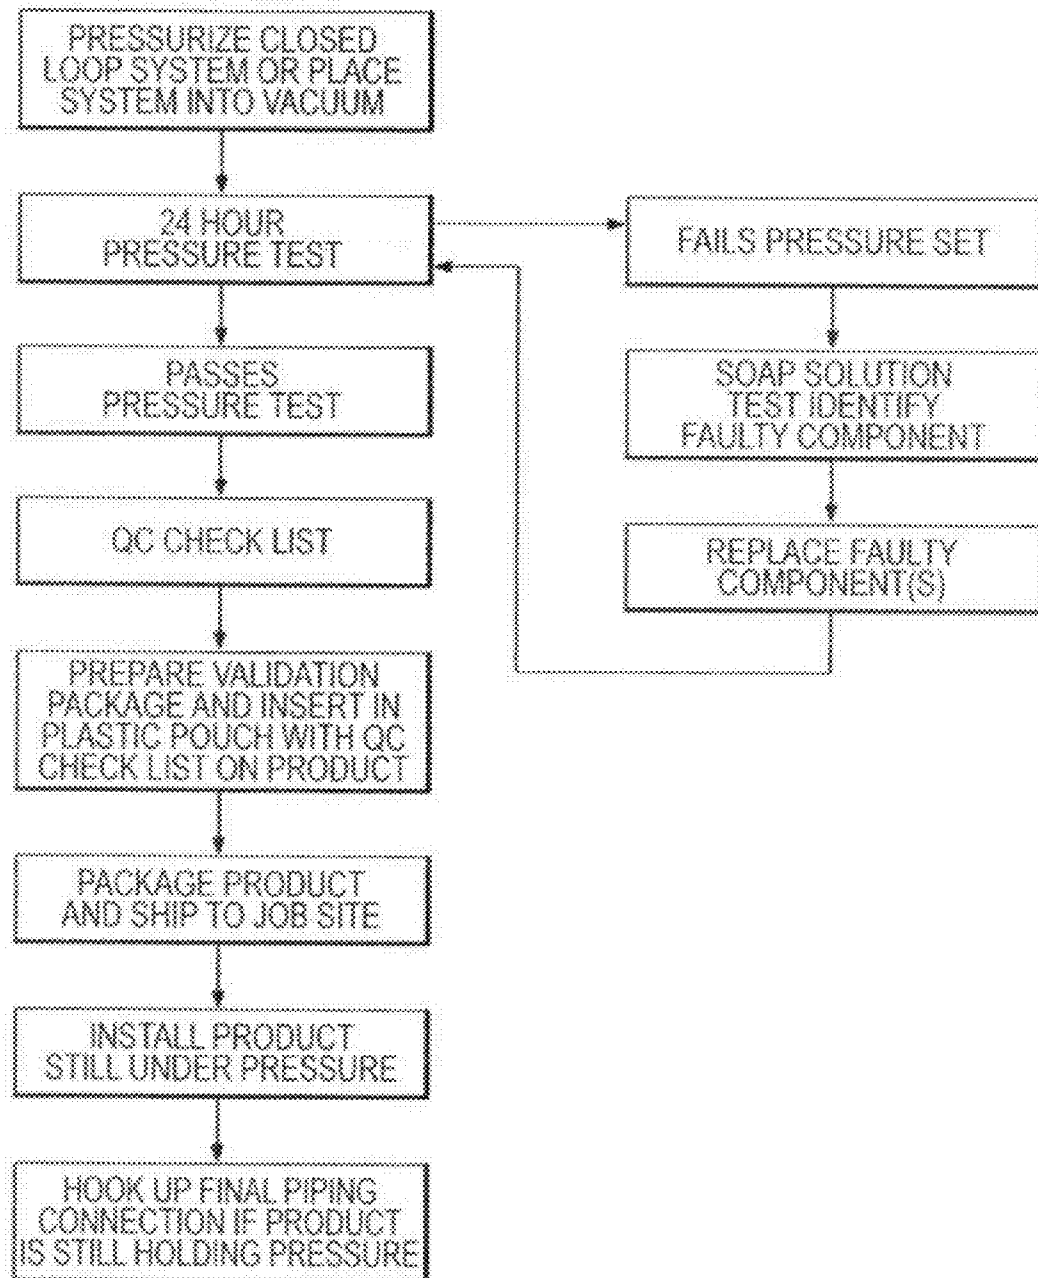 PRESSURIZE CLOSED
LOOP SYSTEM OR PLACE
SYSTEM INTO VACUUM
24 HOUR
PRESSURE TEST
FAILS PRESSURE SET
PASSES
PRESSURE TEST
SOAP SOLUTION
TEST IDENTIFY
FAULTY COMPONENT
QC CHECK LIST
REPLACE FAULTY
COMPONENT(S)
PREPARE VALIDATION
PACKAGE AND INSERT IN
PLASTIC POUCH WITH QC
CHECK LIST ON PRODUCT
PACKAGE PRODUCT
AND SHIP TO JOB SITE
INSTALL PRODUCT
STILL UNDER PRESSURE
HOOK UP FINAL PIPING
CONNECTION IF PRODUCT
IS STILL HOLDING PRESSURE